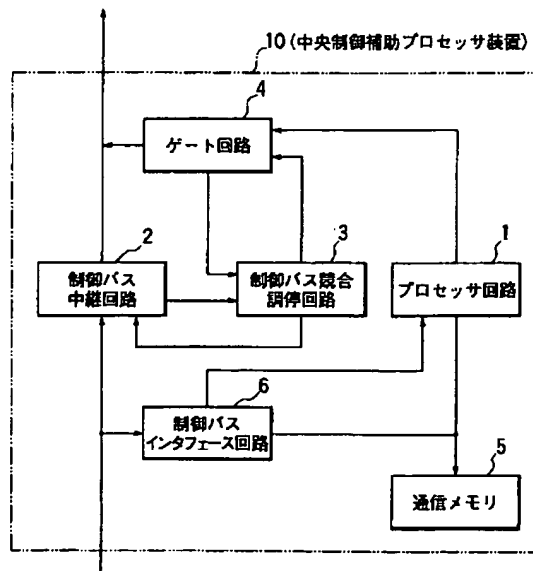 10(中央制御補助プロセッサ装置)
4
ゲート回路
2
制御バス
中継回路
3
制御バス競合
調停回路
1
プロセッサ回路
6
制御バス
インタフェース回路
5
通信メモリ